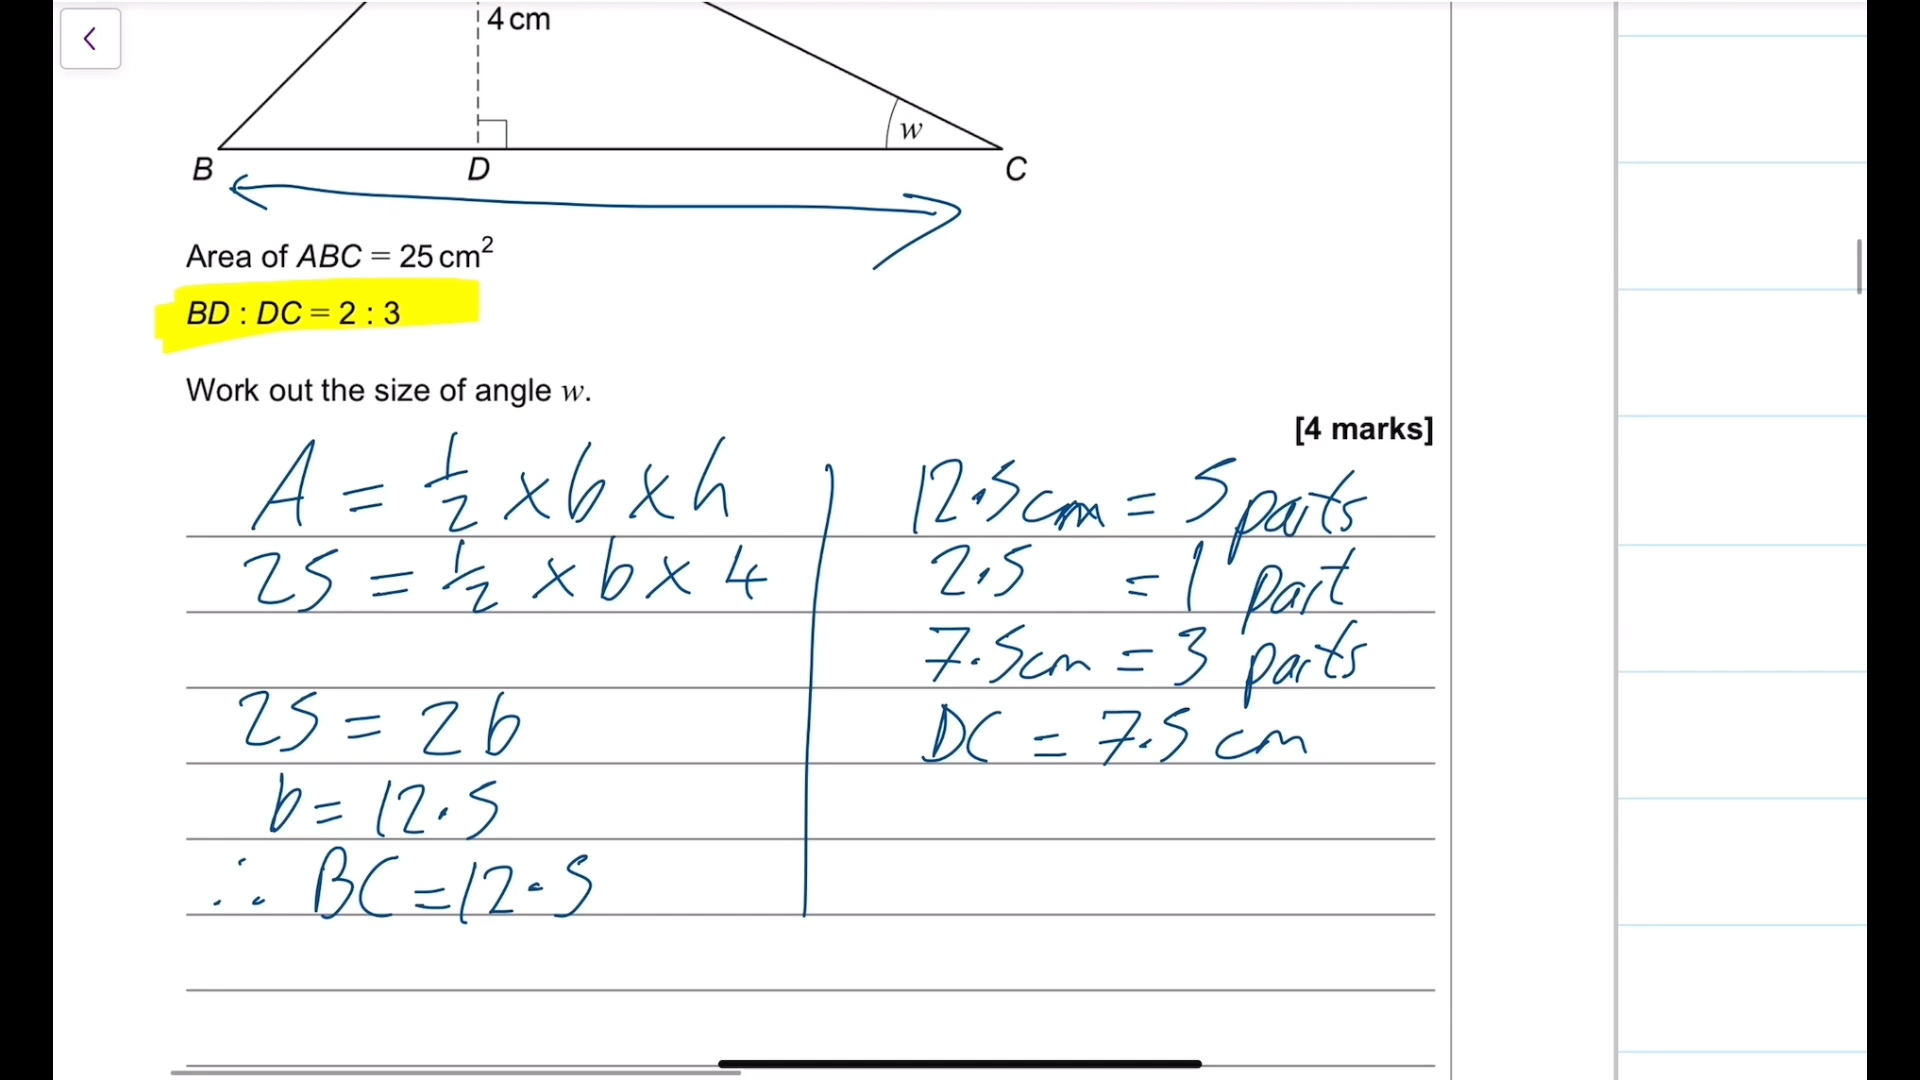 4 cm
w
B D C
Area of ABC = 25 cm²
BD : DC = 2 : 3
Work out the size of angle w.
[4 marks]
A = ½ × b × h
25 = ½ × b × 4
25 = 2b
b = 12.5
∴ BC = 12.5
12.5cm = 5 parts
2.5 = 1 part
7.5cm = 3 parts
DC = 7.5 cm